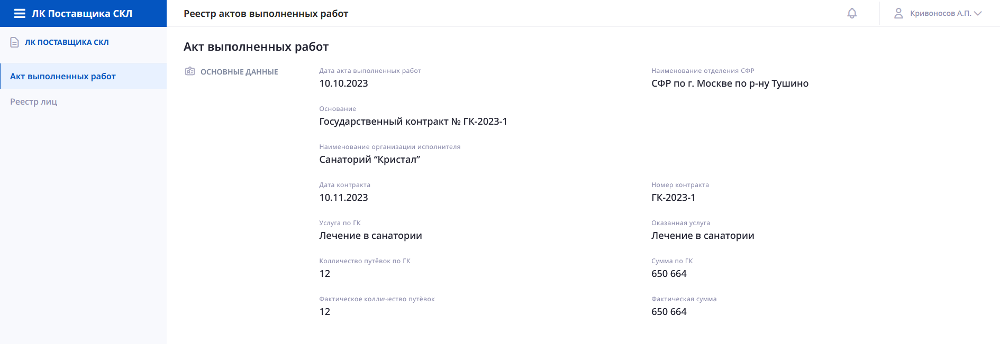 ЛК Поставщика СКЛ
Реестр актов выполненных работ
Кривоносов А.П.
ЛК ПОСТАВЩИКА СКЛ
Акт выполненных работ
Реестр лиц
Акт выполненных работ
ОСНОВНЫЕ ДАННЫЕ
Дата акта выполненных работ
10.10.2023
Наименование отделения СФР
СФР по г. Москве по р-ну Тушино
Основание
Государственный контракт № ГК-2023-1
Наименование организации исполнителя
Санаторий “Кристал”
Дата контракта
10.11.2023
Номер контракта
ГК-2023-1
Услуга по ГК
Лечение в санатории
Оказанная услуга
Лечение в санатории
Колличество путёвок по ГК
12
Сумма по ГК
650 664
Фактическое колличество путёвок
12
Фактическая сумма
650 664